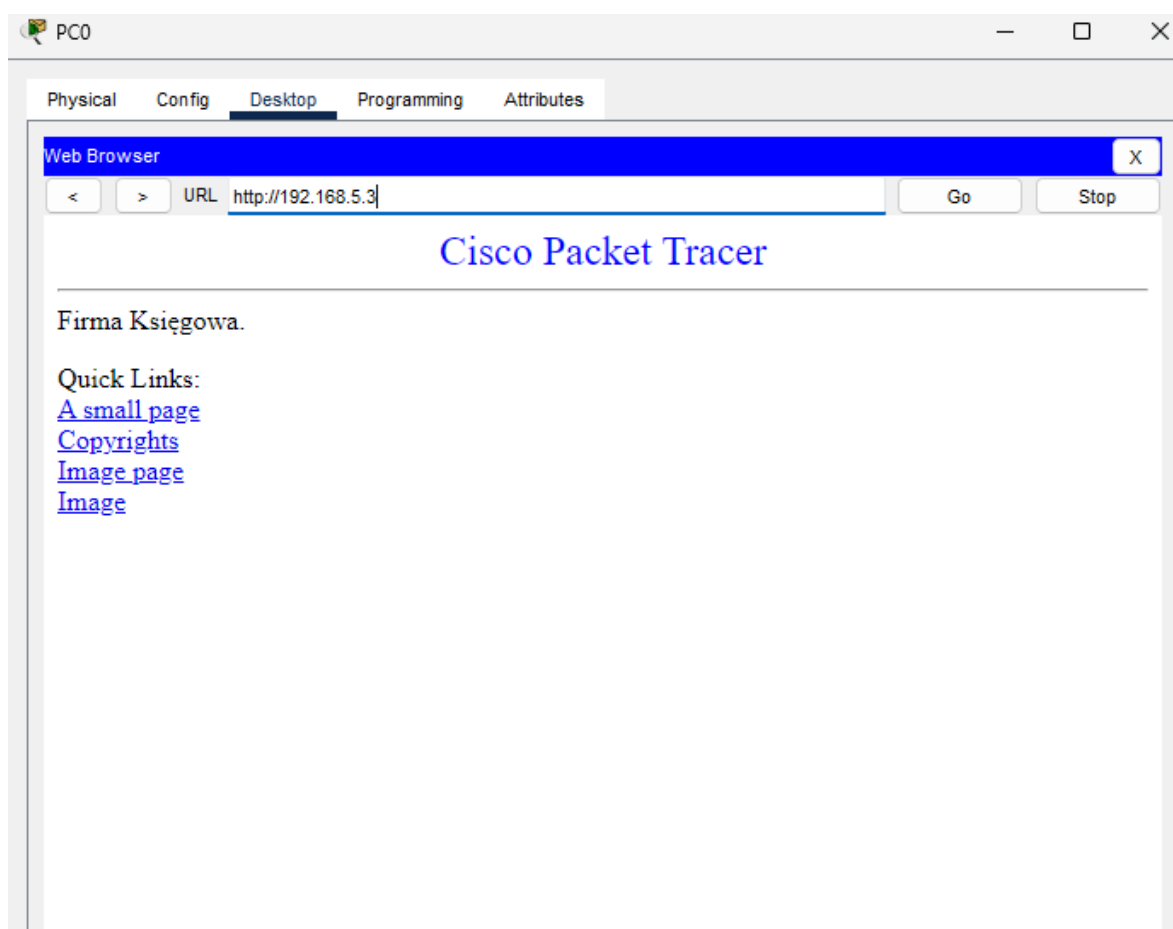 PC0
Physical Config Desktop Programming Attributes
Web Browser X
< > URL http://192.168.5.3 Go Stop
Cisco Packet Tracer
Firma Księgowa.
Quick Links:
A small page
Copyrights
Image page
Image